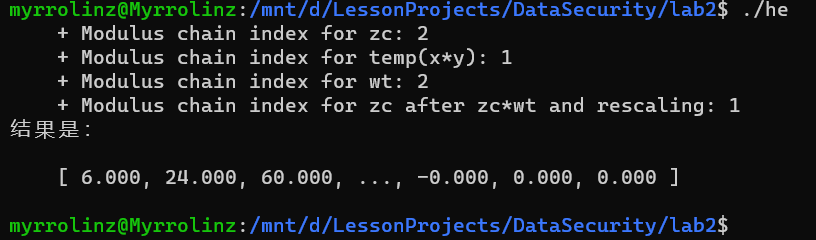 myrrolinz@Myrrolinz:/mnt/d/LessonProjects/DataSecurity/lab2$ ./he
    + Modulus chain index for zc: 2
    + Modulus chain index for temp(x*y): 1
    + Modulus chain index for wt: 2
    + Modulus chain index for zc after zc*wt and rescaling: 1
结果是:
    [ 6.000, 24.000, 60.000, ..., -0.000, 0.000, 0.000 ]
myrrolinz@Myrrolinz:/mnt/d/LessonProjects/DataSecurity/lab2$